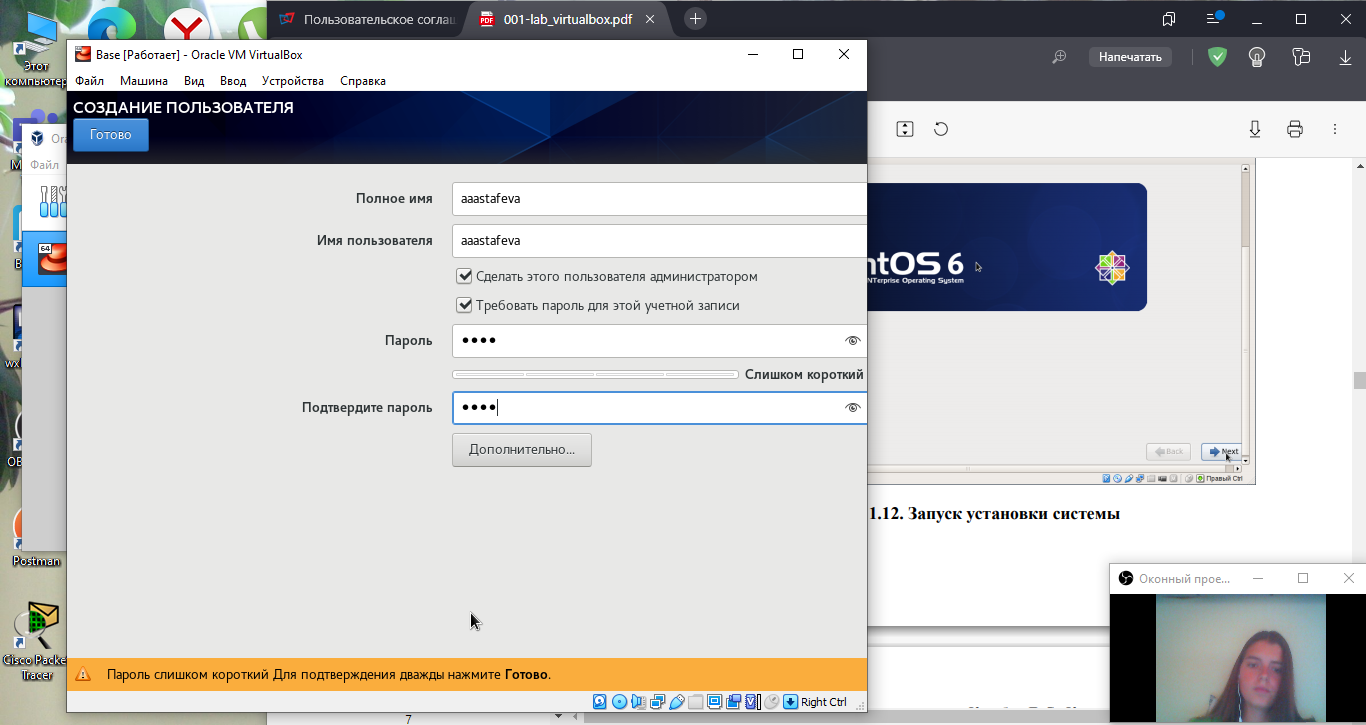 Пользовательское соглаш
001-lab_virtualbox.pdf
Этот
компьютер
Напечатать
Base [Работает] - Oracle VM VirtualBox
Файл Машина Вид Ввод Устройства Справка
СОЗДАНИЕ ПОЛЬЗОВАТЕЛЯ
Готово
Ora
Файл
64
Полное имя
aaastafeva
Имя пользователя
aaastafeva
Сделать этого пользователя администратором
Требовать пароль для этой учетной записи
Пароль
Слишком короткий
Подтвердите пароль
Дополнительно...
ntOS 6
NTerprise Operating System
Back
Next
Правый Ctrl
1.12. Запуск установки системы
Postman
Cisco Packet
Tracer
Оконный прое...
Пароль слишком короткий Для подтверждения дважды нажмите Готово.
Right Ctrl
7